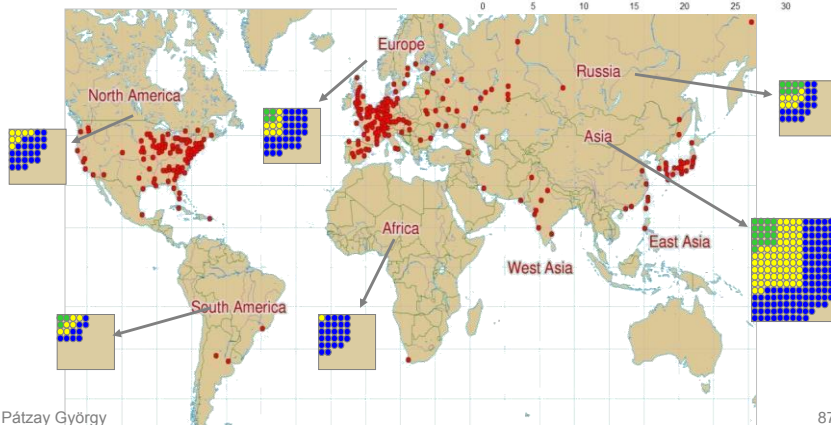 0 5 10 15 20 25 30
Europe
Russia
North America
Asia
Africa
East Asia
West Asia
South America
Pátzay György
87